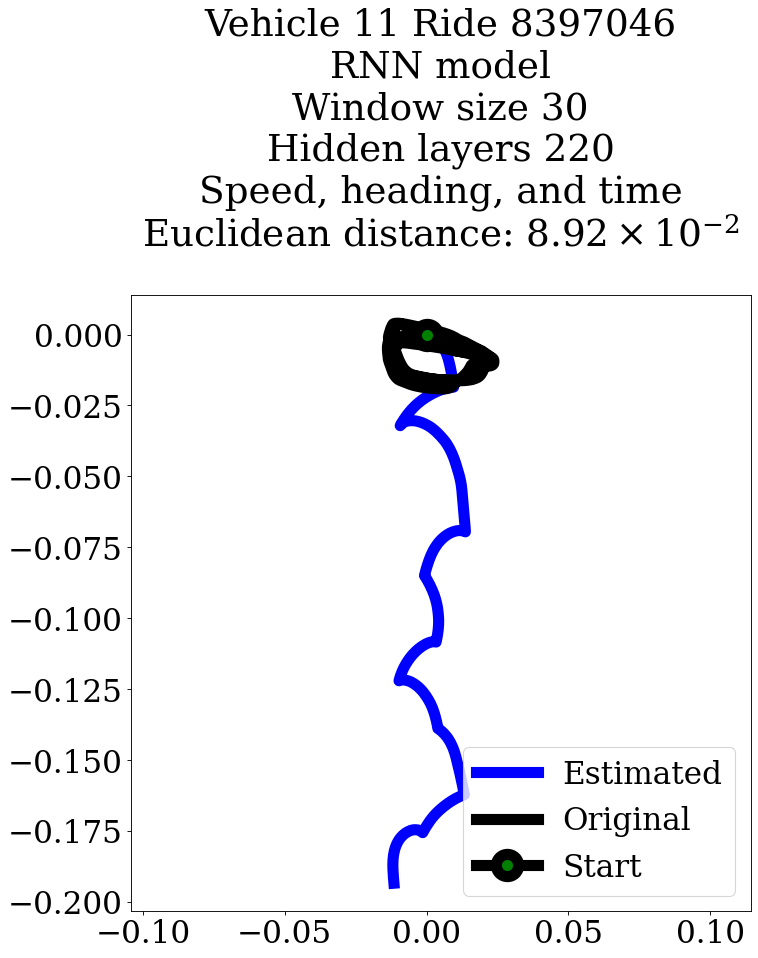 Vehicle 11 Ride 8397046
RNN model
Window size 30
Hidden layers 220
Speed, heading, and time
Euclidean distance: 8.92 × 10⁻²
0.000
−0.025
−0.050
−0.075
−0.100
−0.125
−0.150
−0.175
−0.200
Estimated
Original
Start
−0.10
−0.05
0.00
0.05
0.10